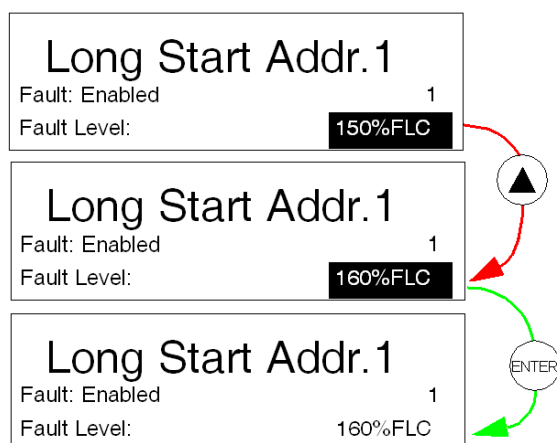 Long Start Addr.1
Fault: Enabled 1
Fault Level: 150%FLC
Long Start Addr.1
Fault: Enabled 1
Fault Level: 160%FLC
ENTER
Long Start Addr.1
Fault: Enabled 1
Fault Level: 160%FLC